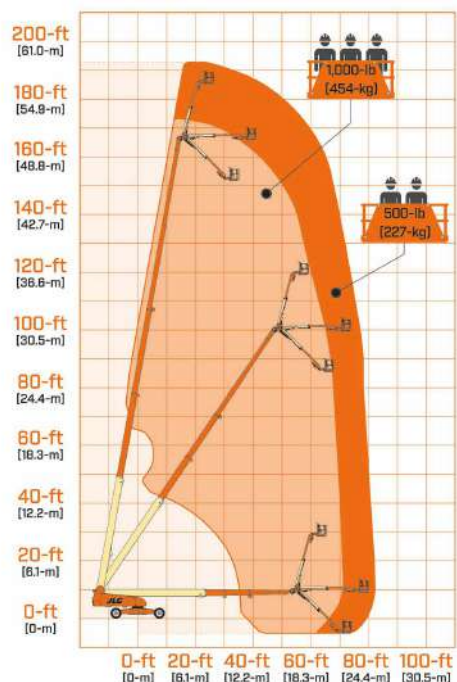 200-ft
[61.0-m]
180-ft
[54.9-m]
160-ft
[48.8-m]
140-ft
[42.7-m]
120-ft
[36.6-m]
100-ft
[30.5-m]
80-ft
[24.4-m]
60-ft
[18.3-m]
40-ft
[12.2-m]
20-ft
[6.1-m]
0-ft
[0-m]
1,000-lb
[454-kg]
500-lb
[227-kg]
JLG
0-ft 20-ft 40-ft 60-ft 80-ft 100-ft
[0-m] [6.1-m] [12.2-m] [18.3-m] [24.4-m] [30.5-m]